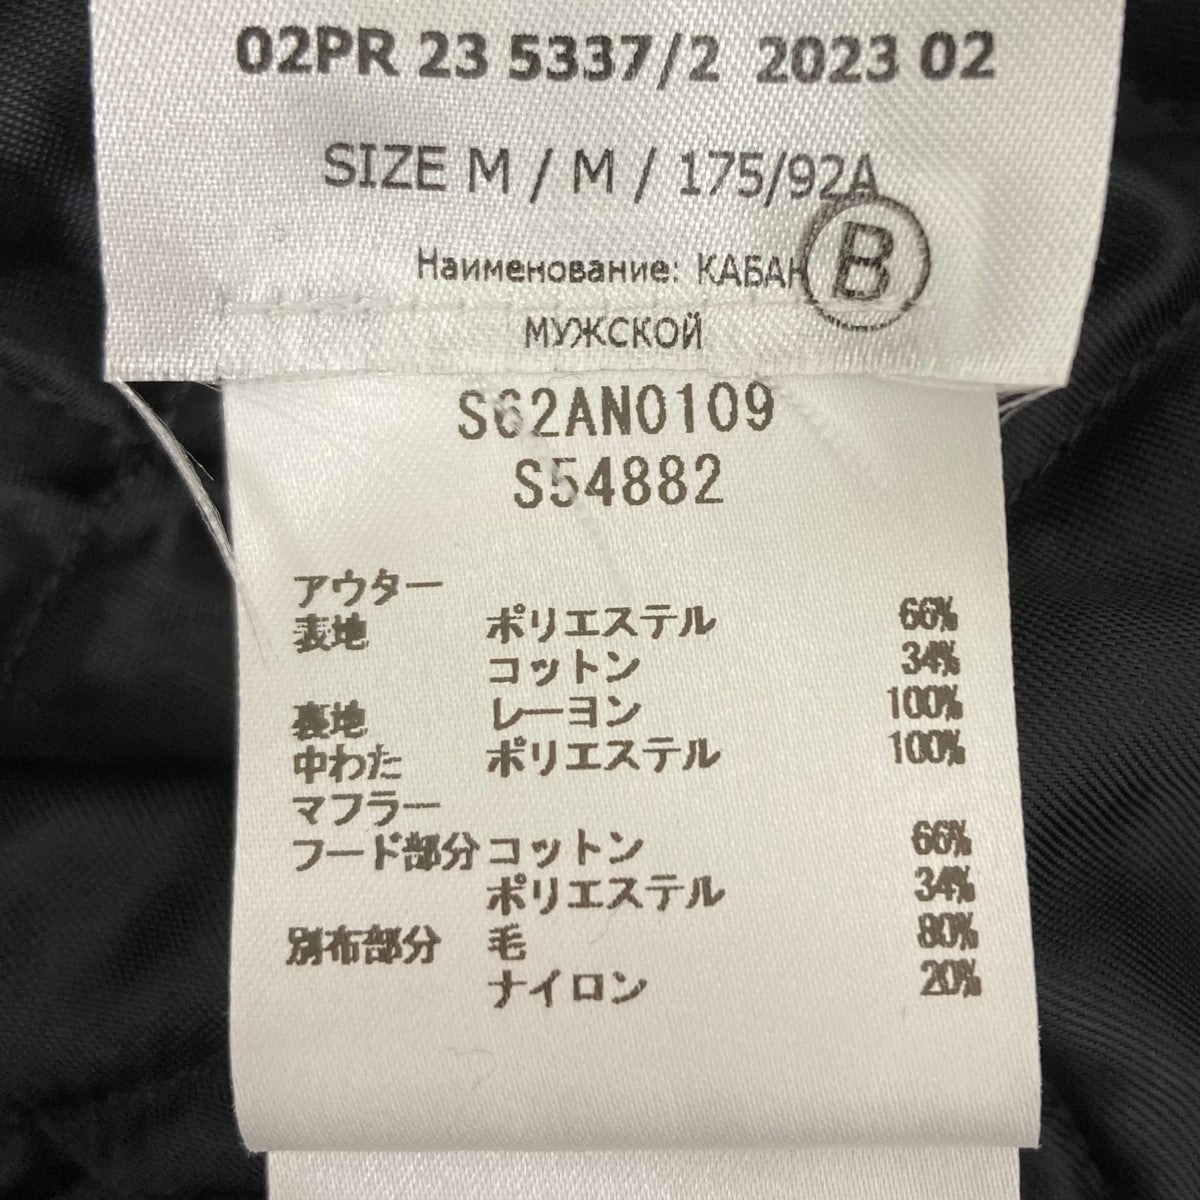 02PR 23 5337/2 2023 02
SIZE M / M / 175/92A
B
Наименование: КАБАН
МУЖСКОЙ
S62AN0109
S54882
アウター
表地 ポリエステル 66%
コットン 34%
裏地 レーヨン 100%
中わた ポリエステル 100%
マフラー
フード部分 コットン 66%
ポリエステル 34%
別布部分 毛 80%
ナイロン 20%